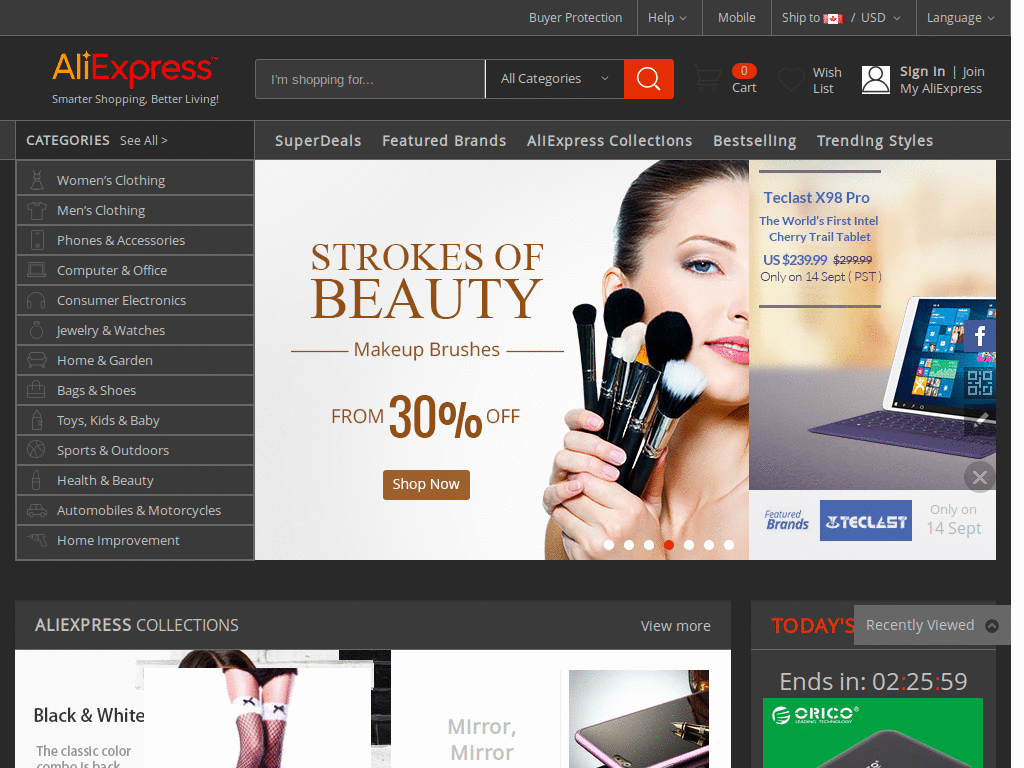 Buyer Protection
Help
Mobile
Ship to / USD
Language
AliExpress™
Smarter Shopping, Better Living!
I'm shopping for...
All Categories
0
Cart
Wish
List
Sign in | Join
My AliExpress
CATEGORIES See All >
SuperDeals
Featured Brands
AliExpress Collections
Bestselling
Trending Styles
Women's Clothing
Men's Clothing
Phones & Accessories
Computer & Office
Consumer Electronics
Jewelry & Watches
Home & Garden
Bags & Shoes
Toys, Kids & Baby
Sports & Outdoors
Health & Beauty
Automobiles & Motorcycles
Home Improvement
STROKES OF
BEAUTY
Makeup Brushes
FROM 30% OFF
Shop Now
Teclast X98 Pro
The World's First Intel
Cherry Trail Tablet
US $239.99 $299.99
Only on 14 Sept ( PST )
f
Featured
Brands
TECLAST
Only on
14 Sept
ALIEXPRESS COLLECTIONS
View more
TODAY'S
Recently Viewed
Black & White
The classic color
combo is back
Mirror,
Mirror
Ends in: 02:25:59
ORICO®
LEADING TECHNOLOGY